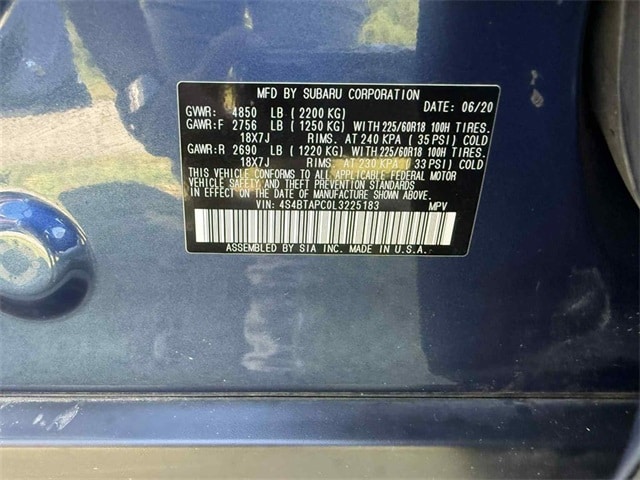 MFD BY SUBARU CORPORATION
GVWR: 4850 LB ( 2200 KG) DATE: 06/20
GAWR:F 2756 LB ( 1250 KG) WITH 225/60R18 100H TIRES.
18X7J RIMS. AT 240 KPA ( 35 PSI) COLD
GAWR:R 2690 LB ( 1220 KG) WITH 225/60R18 100H TIRES.
18X7J RIMS. AT 230 KPA ( 33 PSI) COLD
THIS VEHICLE CONFORMS TO ALL APPLICABLE FEDERAL MOTOR
VEHICLE SAFETY AND THEFT PREVENTION STANDARDS IN
EFFECT ON THE DATE OF MANUFACTURE SHOWN ABOVE.
VIN: 4S4BTAPC0L3225183 MPV
ASSEMBLED BY SIA INC. MADE IN U.S.A.